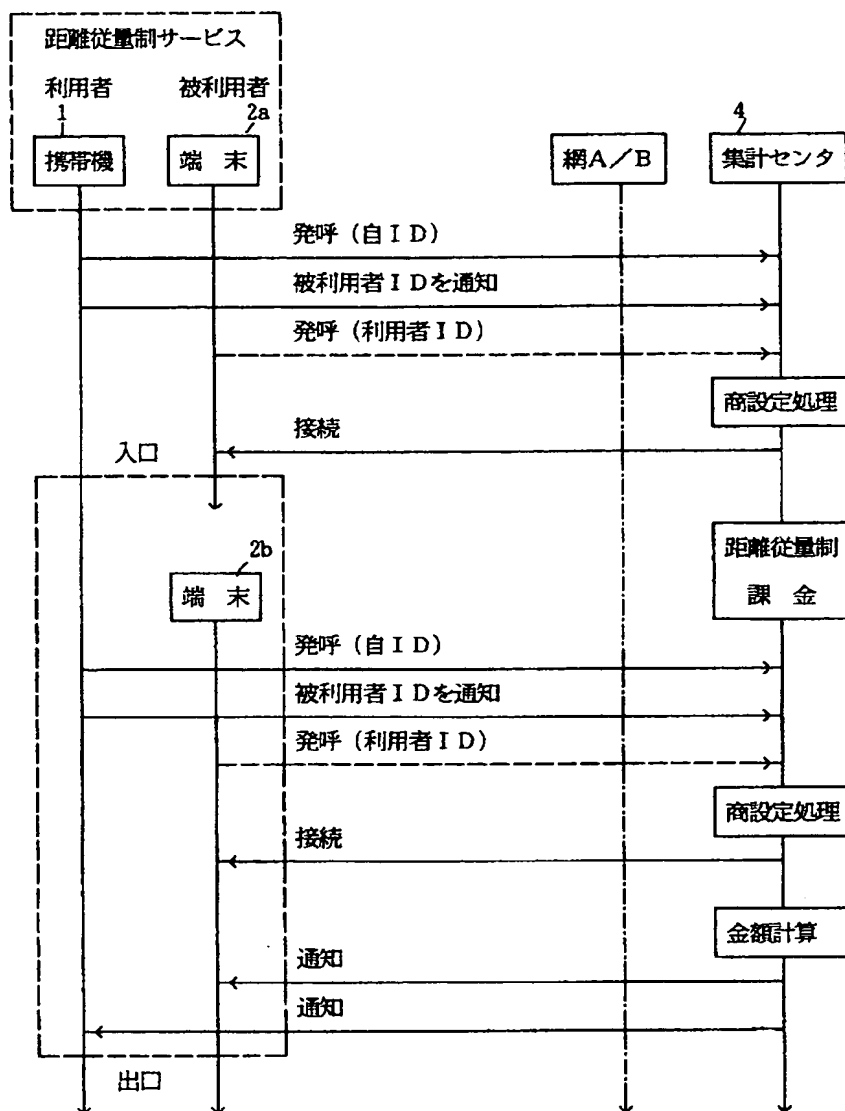 距離従量制サービス
利用者 被利用者
1 2a 4
携帯機 端 末 網A/B 集計センタ
発呼(自ID)
被利用者IDを通知
発呼(利用者ID)
商設定処理
接続
入口
距離従量制
課 金
2b
端 末
発呼(自ID)
被利用者IDを通知
発呼(利用者ID)
商設定処理
接続
金額計算
通知
通知
出口